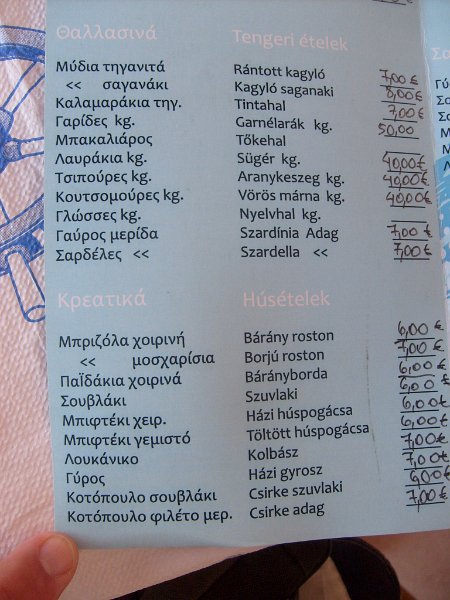 Θαλλασινά Tengeri ételek
Μύδια τηγανιτά Rántott kagyló 7,00€
<< σαγανάκι Kagyló saganaki 8,00€
Καλαμαράκια τηγ. Tintahal 7,00€
Γαρίδες kg. Garnélarák kg. 50,00
Μπακαλιάρος Tőkehal
Λαυράκια kg. Sügér kg. 40,00€
Τσιπούρες kg. Aranykeszeg kg. 40,00€
Κουτσομούρες kg. Vörös márna kg. 40,00€
Γλώσσες kg. Nyelvhal kg.
Γαύρος μερίδα Szardínia Adag 7,00€
Σαρδέλες << Szardella << 7,00€
Κρεατικά Húsételek
Μπριζόλα χοιρινή Bárány roston 6,00€
<< μοσχαρίσια Borjú roston 7,00€
Παΐδάκια χοιρινά Bárányborda 6,00€
Σουβλάκι Szuvlaki 6,00€
Μπιφτέκι χειρ. Házi húspogácsa 6,00€
Μπιφτέκι γεμιστό Töltött húspogácsa 6,00€
Λουκάνικο Kolbász 7,00€
Γύρος Házi gyrosz 7,00€
Κοτόπουλο σουβλάκι Csirke szuvlaki 6,00€
Κοτόπουλο φιλέτο μερ. Csirke adag 7,00€